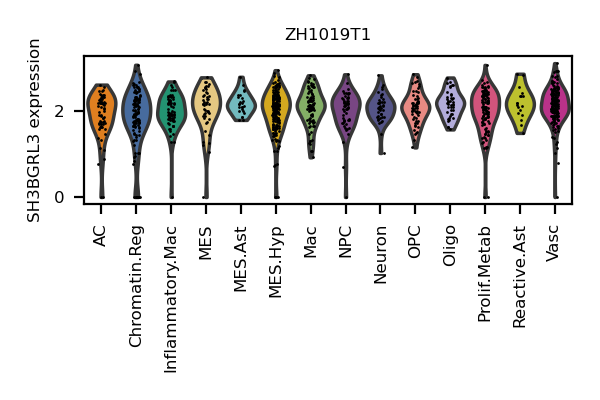 ZH1019T1
SH3BGRL3 expression
2
0
AC
Chromatin.Reg
Inflammatory.Mac
MES
MES.Ast
MES.Hyp
Mac
NPC
Neuron
OPC
Oligo
Prolif.Metab
Reactive.Ast
Vasc